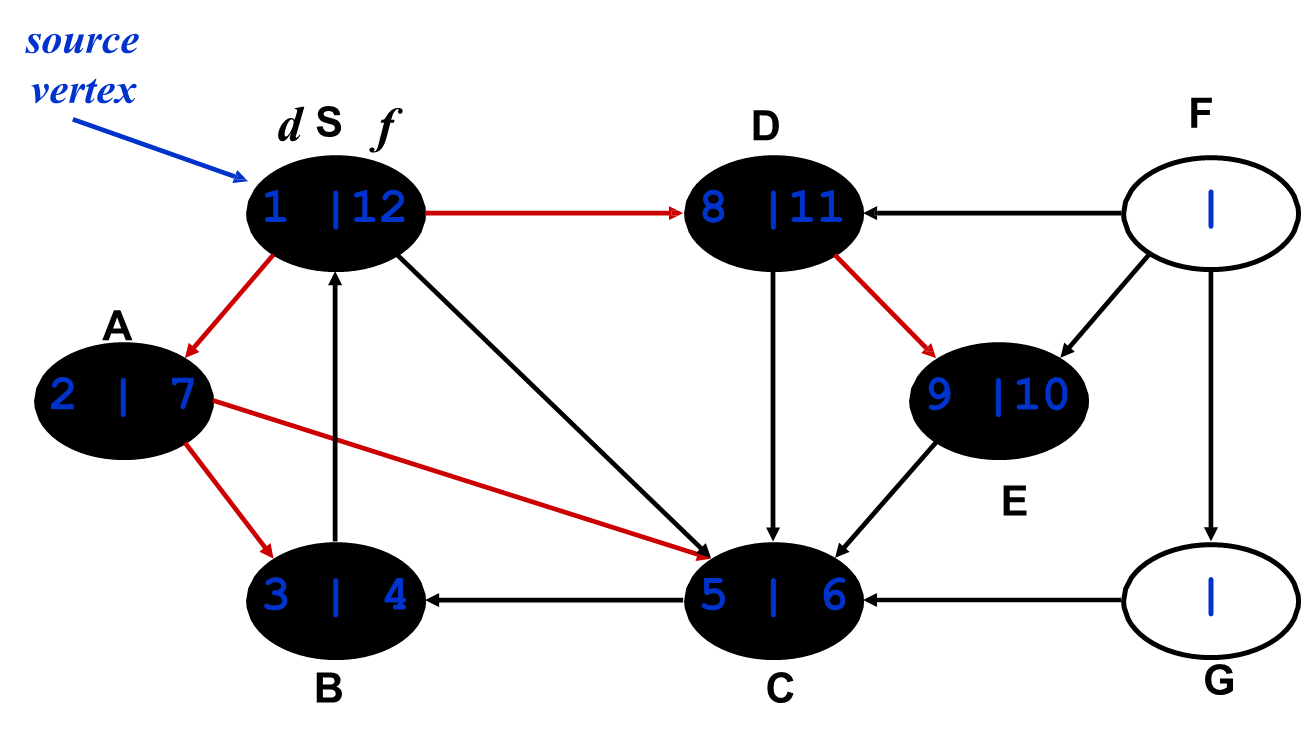 source
vertex
d S f
D
F
1 |12
8 |11
|
A
2 | 7
9 |10
E
3 | 4
5 | 6
|
B
C
G